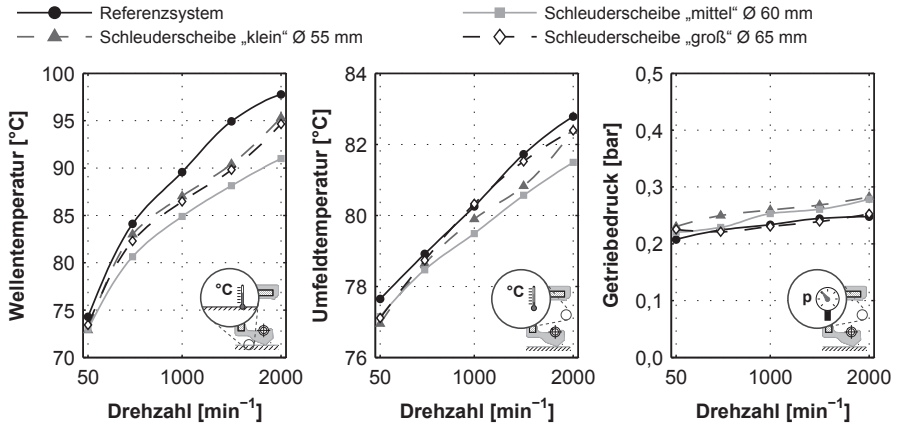 Referenzsystem
Schleuderscheibe „mittel“ Ø 60 mm
Schleuderscheibe „klein“ Ø 55 mm
Schleuderscheibe „groß“ Ø 65 mm
Wellentemperatur [°C]
100
95
90
85
80
75
70
50
1000
2000
Drehzahl [min⁻¹]
°C
Umfeldtemperatur [°C]
84
82
80
78
76
50
1000
2000
Drehzahl [min⁻¹]
°C
Getriebedruck [bar]
0,5
0,4
0,3
0,2
0,1
0,0
50
1000
2000
Drehzahl [min⁻¹]
p